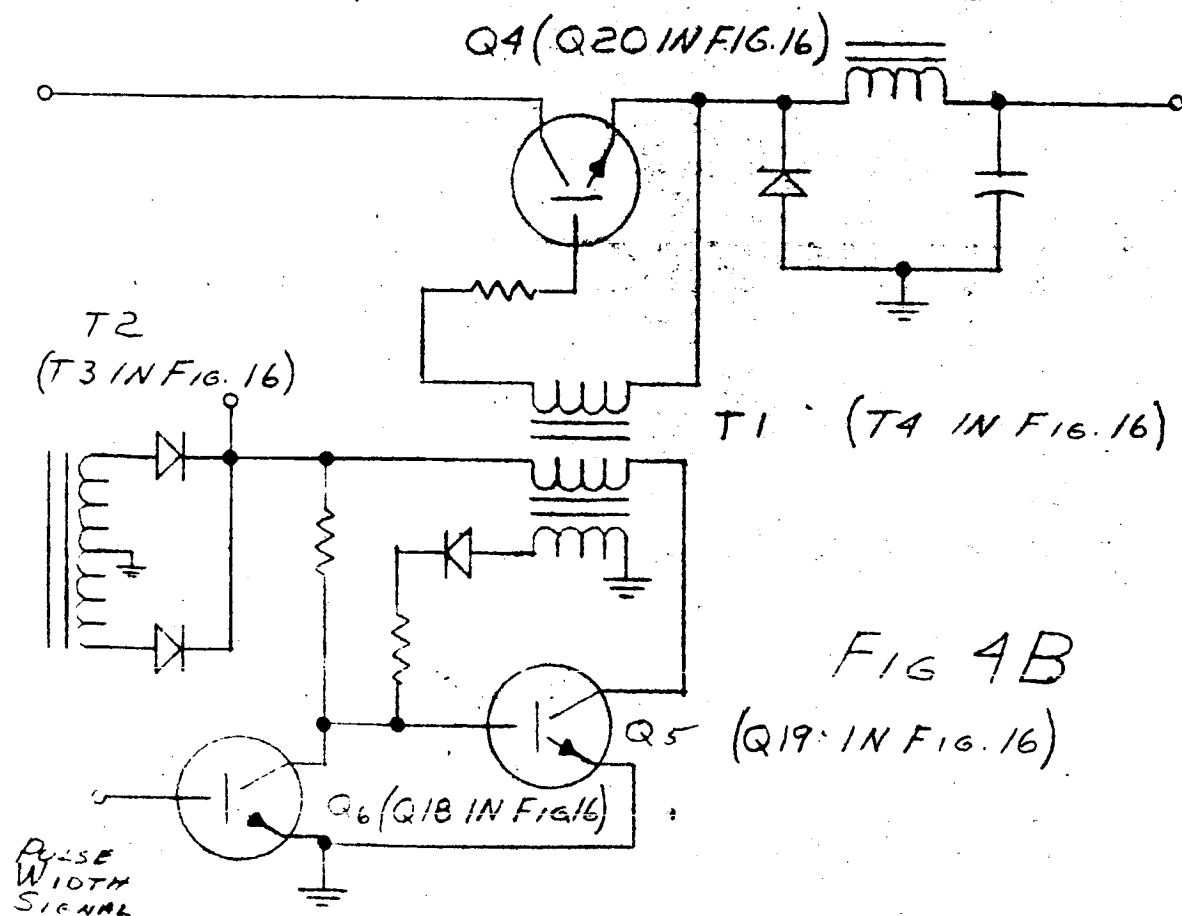 Q4 (Q20 IN FIG. 16)
T2
(T3 IN FIG. 16)
T1 (T4 IN FIG. 16)
FIG 4B
Q5 (Q19 IN FIG. 16)
Q6 (Q18 IN FIG16)
PULSE
WIDTH
SIGNAL